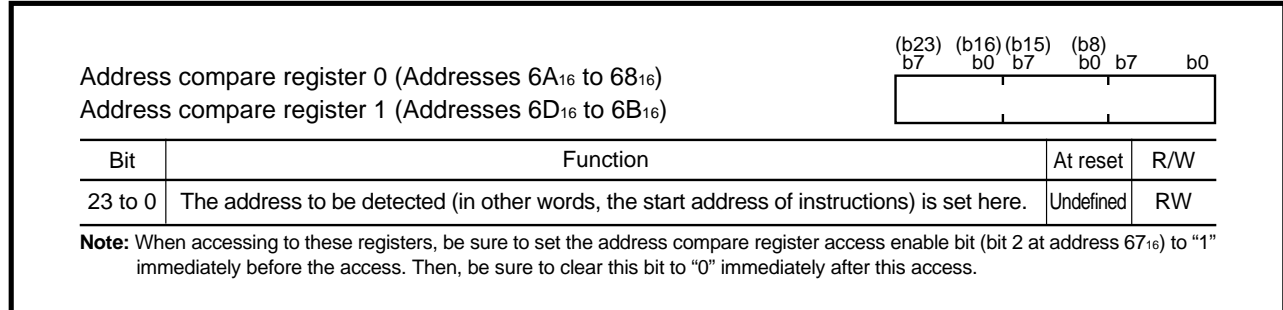 (b23) (b16) (b15) (b8)
b7 b0 b7 b0 b7 b0
Address compare register 0 (Addresses 6A₁₆ to 68₁₆)
Address compare register 1 (Addresses 6D₁₆ to 6B₁₆)
Bit Function At reset R/W
23 to 0 The address to be detected (in other words, the start address of instructions) is set here. Undefined RW
Note: When accessing to these registers, be sure to set the address compare register access enable bit (bit 2 at address 67₁₆) to “1”
immediately before the access. Then, be sure to clear this bit to “0” immediately after this access.